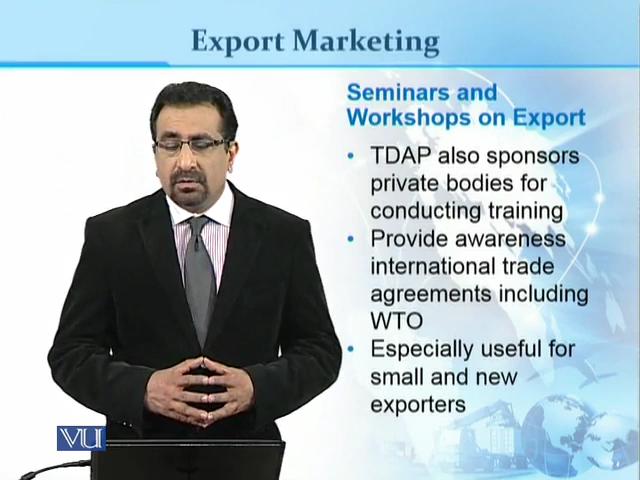 Export Marketing
Seminars and
Workshops on Export
• TDAP also sponsors
private bodies for
conducting training
• Provide awareness
international trade
agreements including
WTO
• Especially useful for
small and new
exporters
VU